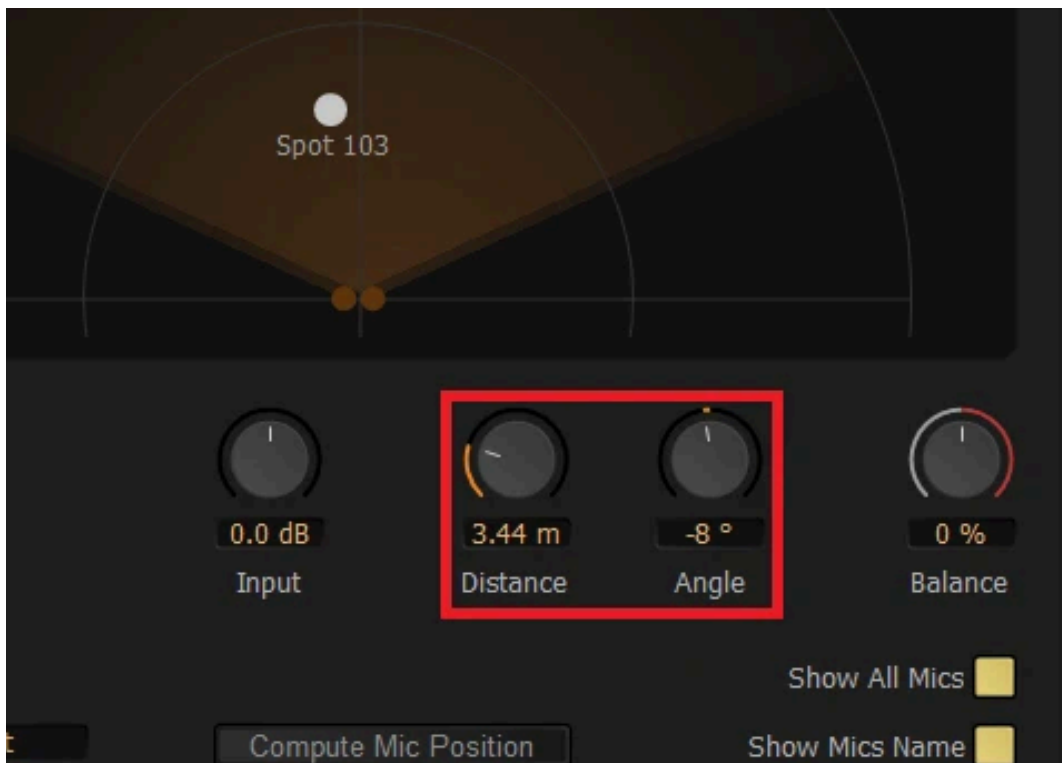 Spot 103
0.0 dB 3.44 m -8 ° 0 %
Input Distance Angle Balance
Show All Mics
t Compute Mic Position Show Mics Name